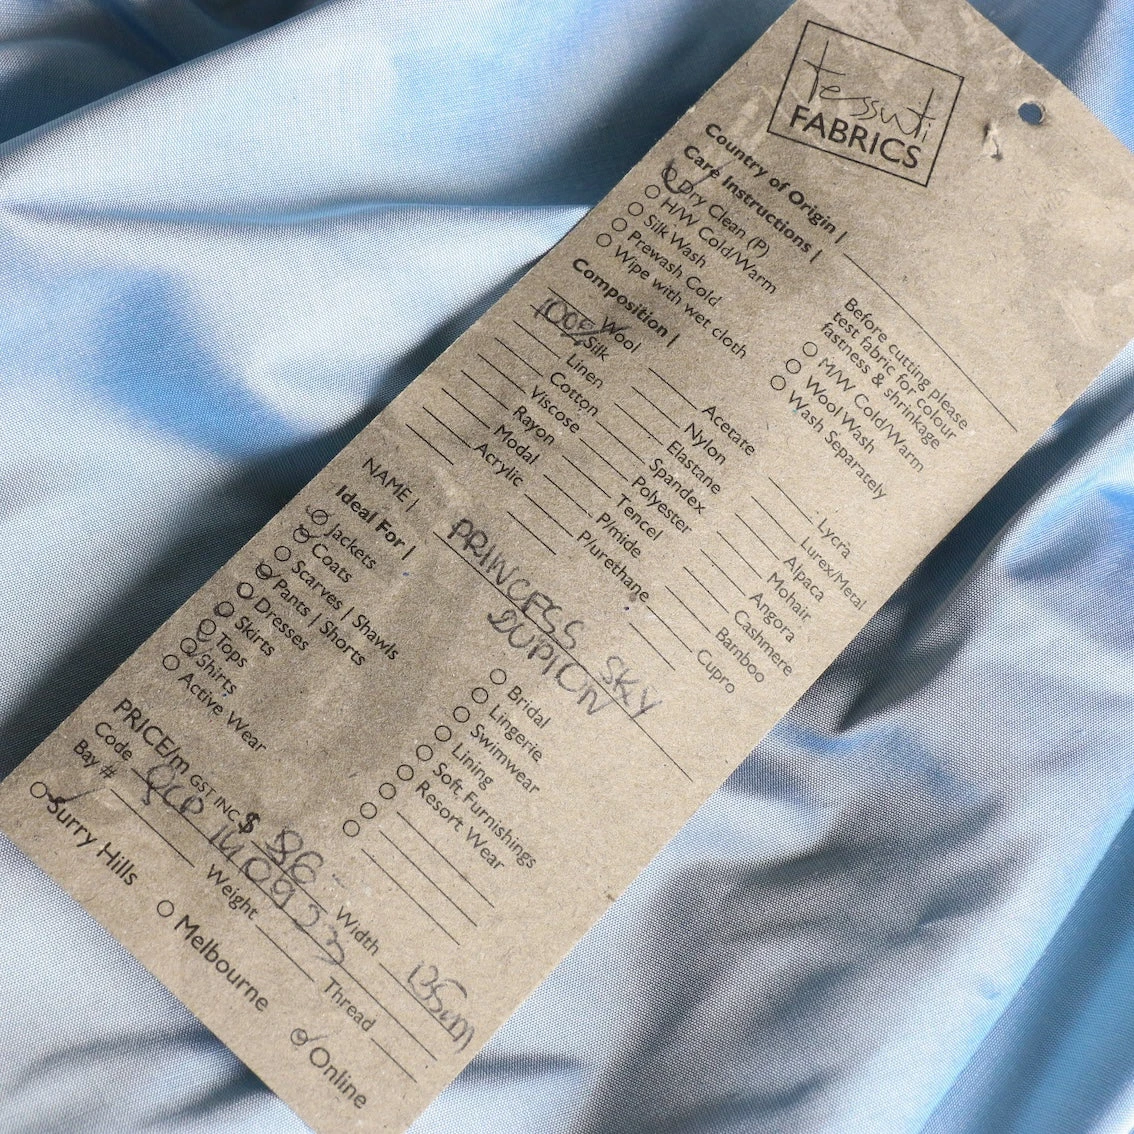 tessuti
FABRICS
Country of Origin |
Care Instructions |
Dry Clean (P)
H/W Cold/Warm
Silk Wash
Prewash Cold
Wipe with wet cloth
Before cutting please
test fabric for colour
fastness & shrinkage
M/W Cold/Warm
Wool Wash
Wash Separately
Composition |
Wool
100% Silk
Linen
Cotton
Viscose
Rayon
Modal
Acrylic
Acetate
Nylon
Elastane
Spandex
Polyester
Tencel
P/mide
P/urethane
Lycra
Lurex/Metal
Alpaca
Mohair
Angora
Cashmere
Bamboo
Cupro
NAME | PRINCESS SKY
DUPION
Ideal For |
Jackets
Coats
Scarves | Shawls
Pants | Shorts
Dresses
Skirts
Tops
Shirts
Active Wear
Bridal
Lingerie
Swimwear
Lining
Soft Furnishings
Resort Wear
PRICE/m GST INC $ 86- Width 135cm
Code
Weight
Thread
Bay #
Surry Hills
Melbourne
Online